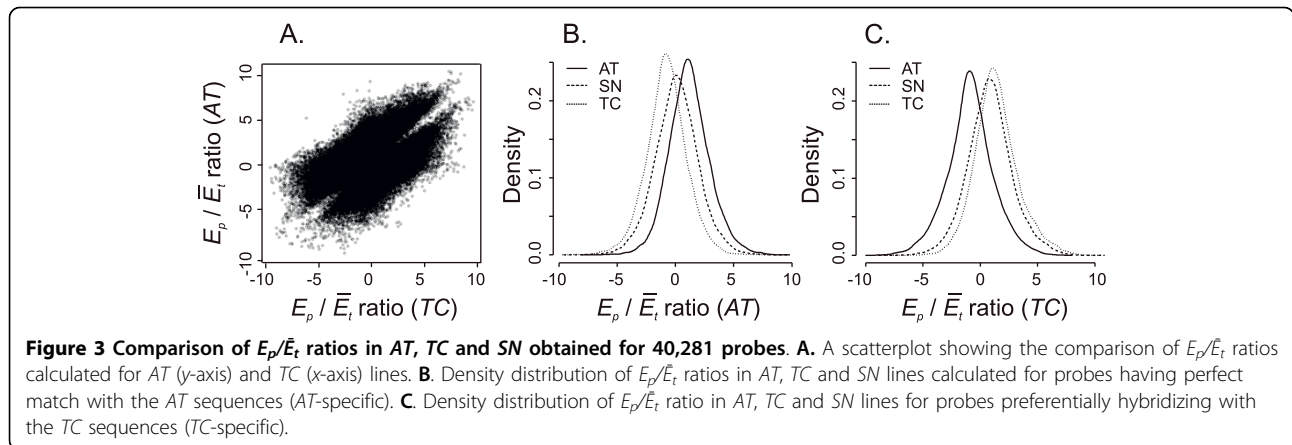 A.
10
5
0
-5
-10
E_p / Ē_t ratio (AT)
-10 -5 0 5 10
E_p / Ē_t ratio (TC)
B.
AT
SN
TC
0.2
0.1
0.0
Density
-10 -5 0 5 10
E_p / Ē_t ratio (AT)
C.
AT
SN
TC
0.2
0.1
0.0
Density
-10 -5 0 5 10
E_p / Ē_t ratio (TC)
Figure 3 Comparison of E_p/Ē_t ratios in AT, TC and SN obtained for 40,281 probes. A. A scatterplot showing the comparison of E_p/Ē_t ratios
calculated for AT (y-axis) and TC (x-axis) lines. B. Density distribution of E_p/Ē_t ratios in AT, TC and SN lines calculated for probes having perfect
match with the AT sequences (AT-specific). C. Density distribution of E_p/Ē_t ratio in AT, TC and SN lines for probes preferentially hybridizing with
the TC sequences (TC-specific).